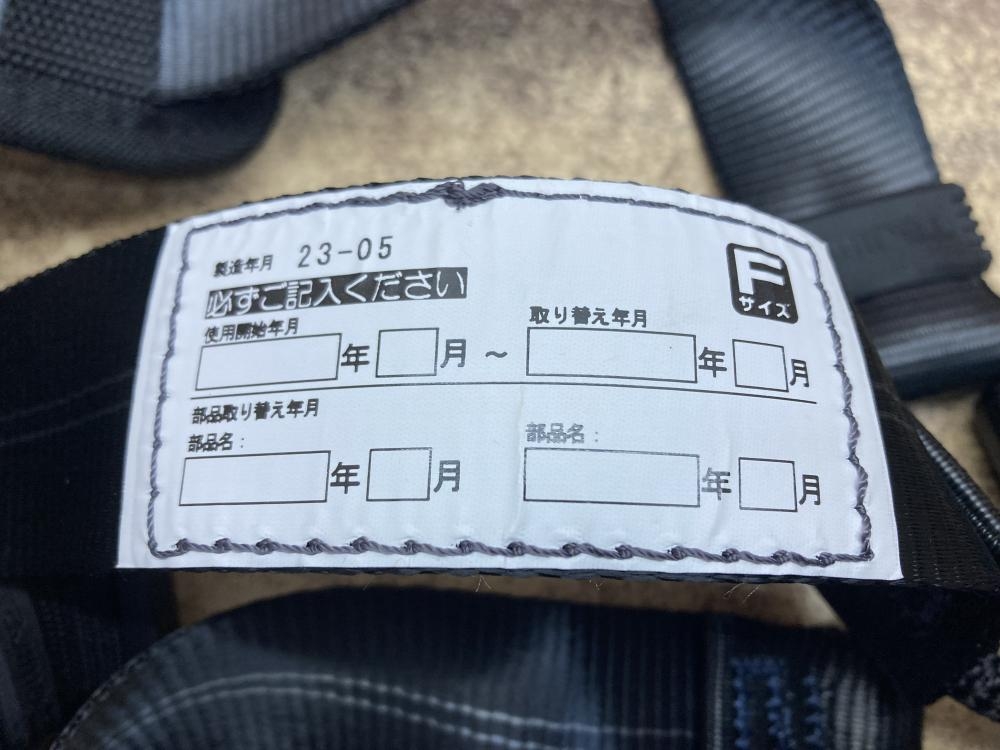 製造年月 23-05
必ずご記入ください
F
サイズ
使用開始年月
取り替え年月
年 月 ~ 年 月
部品取り替え年月
部品名: 部品名:
年 月 年 月